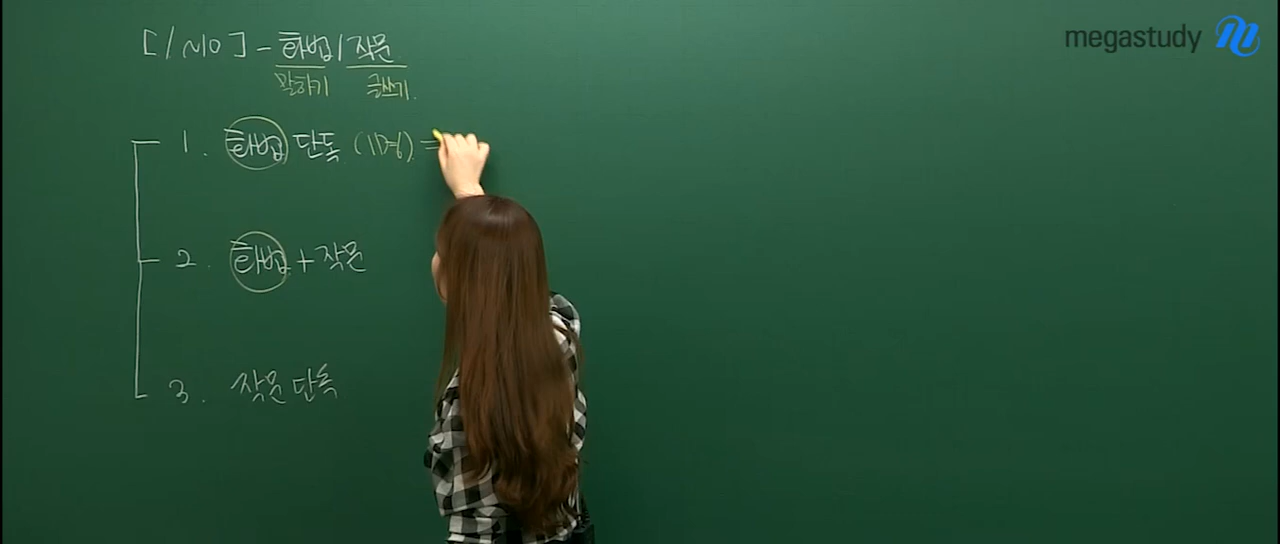 megastudy
[1~10] - 화법 / 작문
말하기 글쓰기.
1. 화법 단독 (1명). =
2. 화법 + 작문
3. 작문 단독